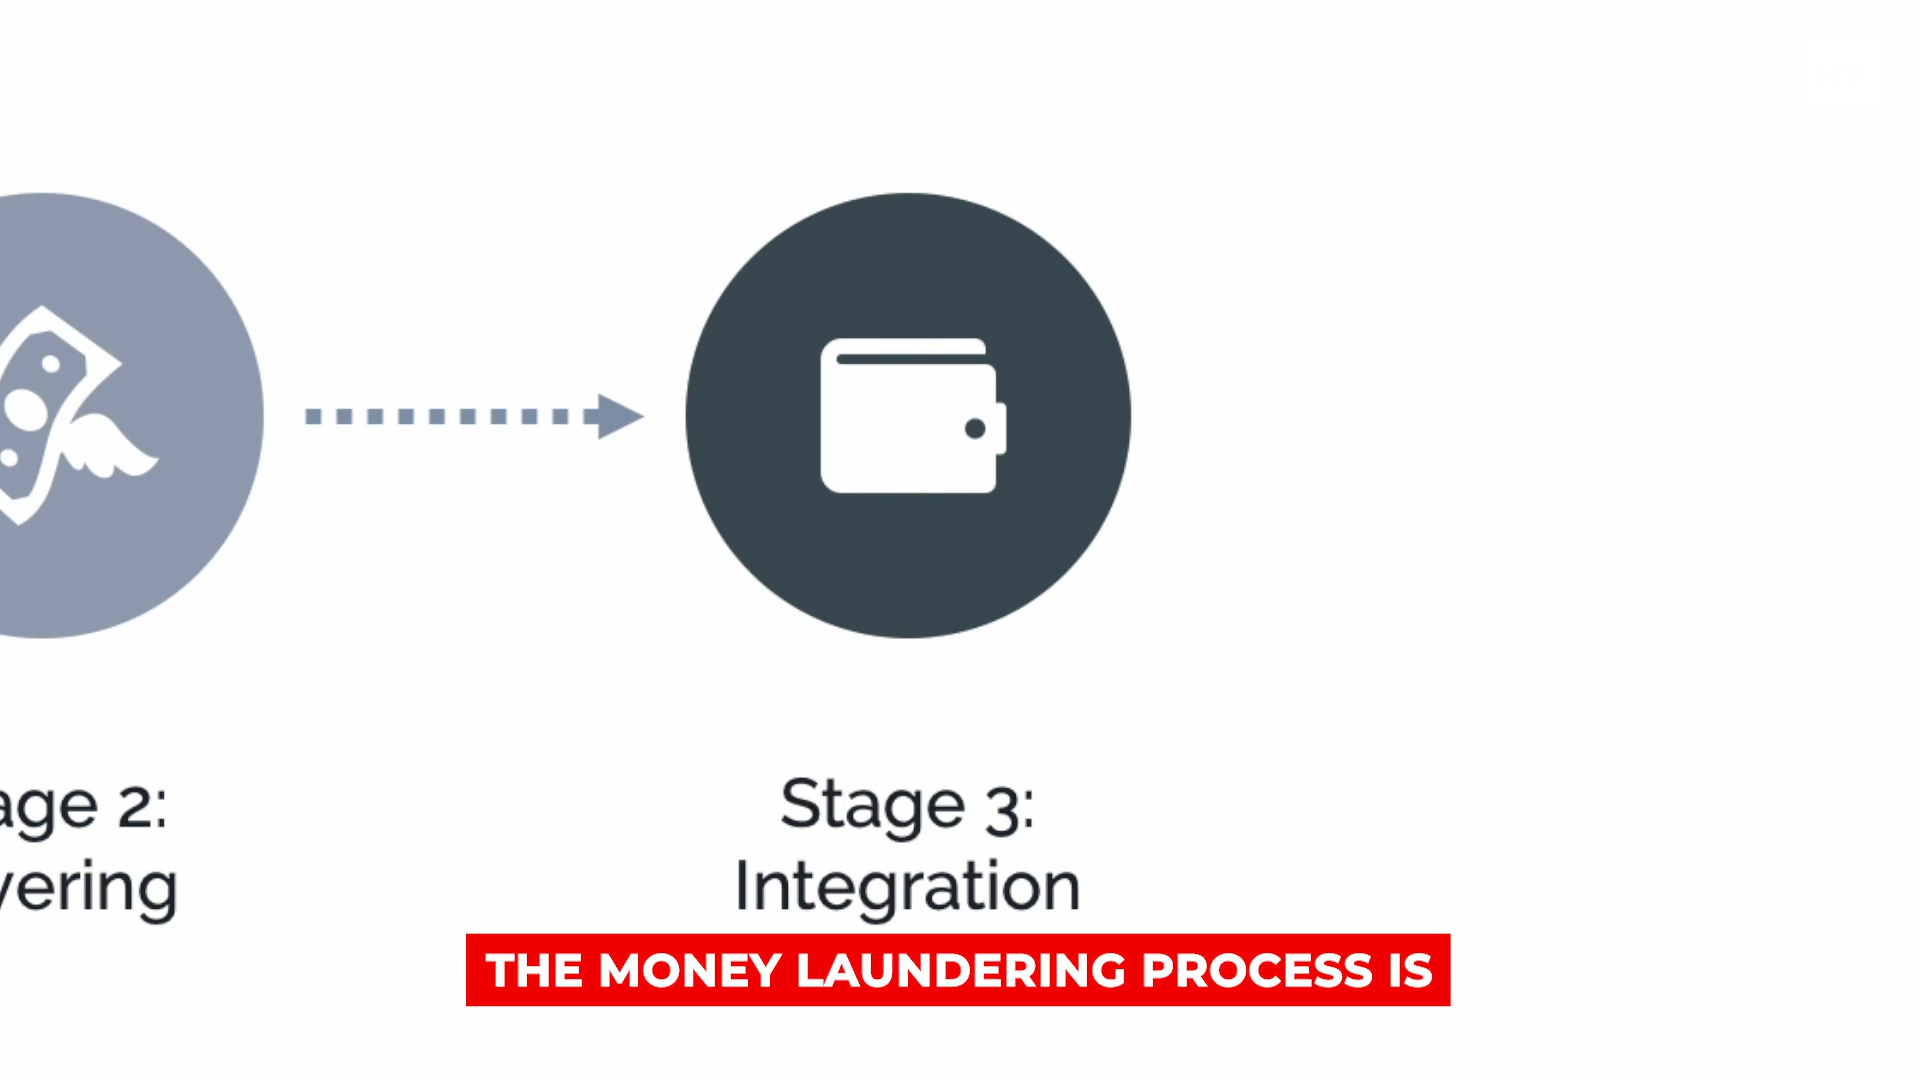 age 2:
vering
Stage 3:
Integration
THE MONEY LAUNDERING PROCESS IS